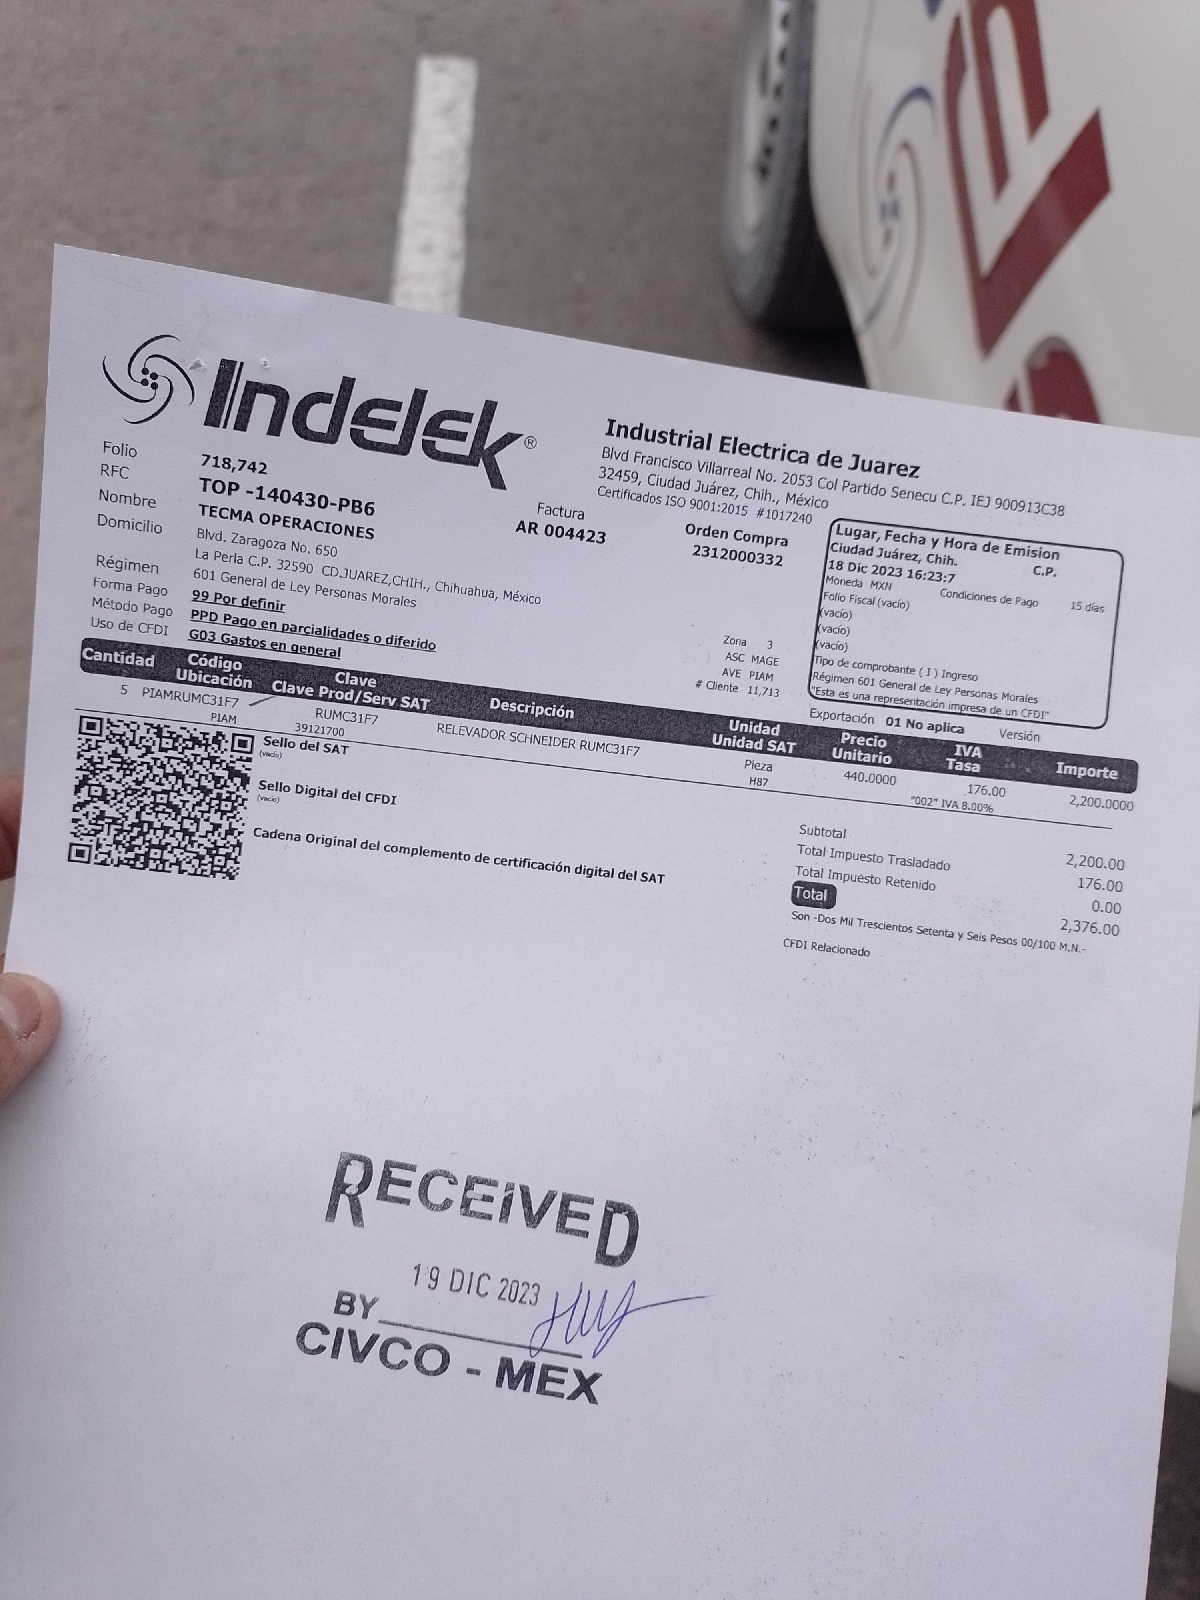 Indelek®
Industrial Electrica de Juarez
Blvd Francisco Villarreal No. 2053 Col Partido Senecu C.P. IEJ 900913C38
32459, Ciudad Juárez, Chih., México
Certificados ISO 9001:2015 #1017240
Folio 718,742
RFC TOP -140430-PB6
Nombre TECMA OPERACIONES
Domicilio Blvd. Zaragoza No. 650
La Perla C.P. 32590 CD.JUAREZ,CHIH., Chihuahua, México
Régimen 601 General de Ley Personas Morales
Forma Pago 99 Por definir
Método Pago PPD Pago en parcialidades o diferido
Uso de CFDI G03 Gastos en general
Factura
AR 004423
Orden Compra
2312000332
Lugar, Fecha y Hora de Emision
Ciudad Juárez, Chih. C.P.
18 Dic 2023 16:23:7
Moneda MXN Condiciones de Pago 15 días
Folio Fiscal (vacío)
(vacío)
(vacío)
(vacío)
Tipo de comprobante ( I ) Ingreso
Régimen 601 General de Ley Personas Morales
"Esta es una representación impresa de un CFDI"
Zona 3
ASC MAGE
AVE PIAM
# Cliente 11,713
Exportación 01 No aplica Versión
Cantidad Código Ubicación Clave Clave Prod/Serv SAT Descripción Unidad Unidad SAT Precio Unitario IVA Tasa Importe
5 PIAMRUMC31F7 RUMC31F7 RELEVADOR SCHNEIDER RUMC31F7 Pieza 440.0000 176.00 2,200.0000
PIAM 39121700 H87 "002" IVA 8.00%
Sello del SAT
(vacío)
Sello Digital del CFDI
(vacío)
Cadena Original del complemento de certificación digital del SAT
Subtotal 2,200.00
Total Impuesto Trasladado 176.00
Total Impuesto Retenido 0.00
Total 2,376.00
Son -Dos Mil Trescientos Setenta y Seis Pesos 00/100 M.N.-
CFDI Relacionado
RECEIVED
19 DIC 2023
BY
CIVCO - MEX